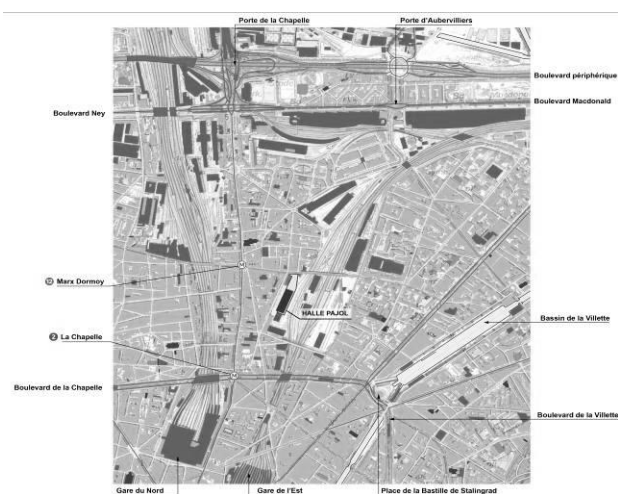 Porte de la Chapelle
Porte d'Aubervilliers
Boulevard périphérique
Boulevard Macdonald
Boulevard Ney
12 Marx Dormoy
HALLE PAJOL
Bassin de la Villette
2 La Chapelle
Boulevard de la Chapelle
Boulevard de la Villette
Gare du Nord
Gare de l'Est
Place de la Bastille de Stalingrad